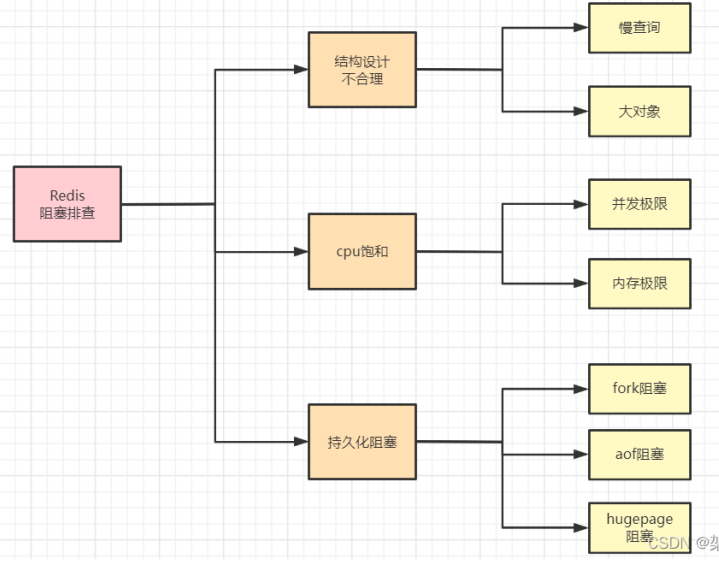 慢查询
结构设计
不合理
大对象
Redis
阻塞排查
并发极限
cpu饱和
内存极限
fork阻塞
持久化阻塞
aof阻塞
hugepage
阻塞
CSDN @架